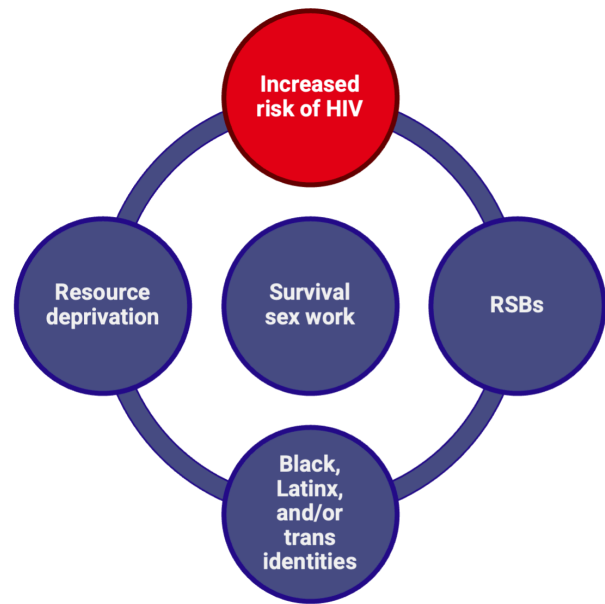 Increased
risk of HIV
Resource
deprivation
Survival
sex work
RSBs
Black,
Latinx,
and/or
trans
identities